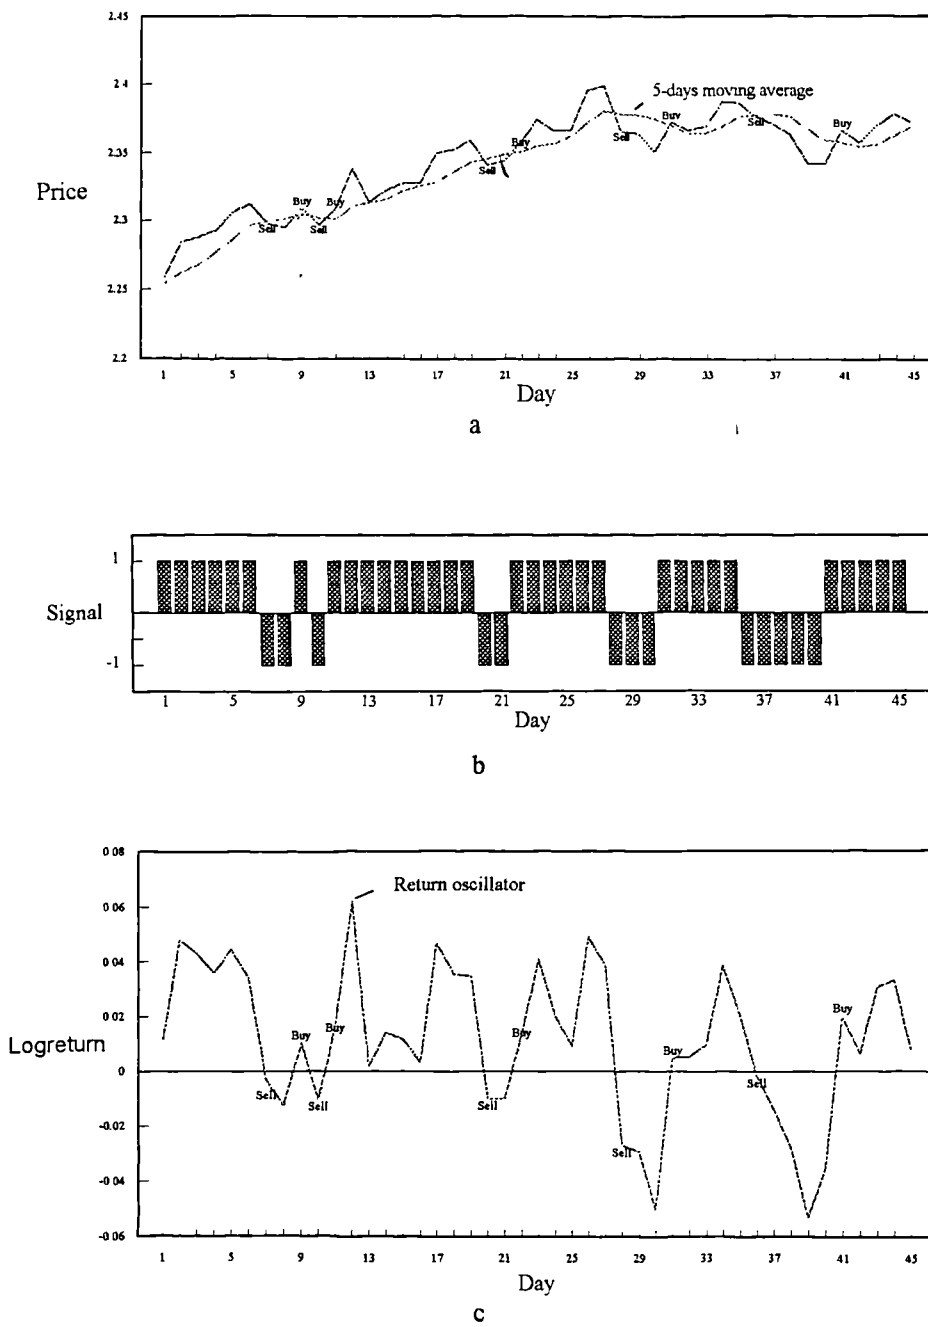 2.45
2 4
5-days moving average
Buy
Sell
2.35
Buy
Sell
Sell
Price
Buy
Buy
2.3
Sell
Sell
2.25
2.2
1 5 9 13 17 21 25 29 33 37 41 45
Day
a
1
Signal
-1
1 5 9 13 17 21 25 29 33 37 41 45
Day
b
0 08
Return oscillator
0.06
0.04
0.02
Buy
Buy
Buy
Buy
Buy
Logreturn
0
Sell
Sell
Sell
Sell
-0.02
Sell
-0 04
-0.06
1 5 9 13 17 21 25 29 33 37 41 45
Day
c